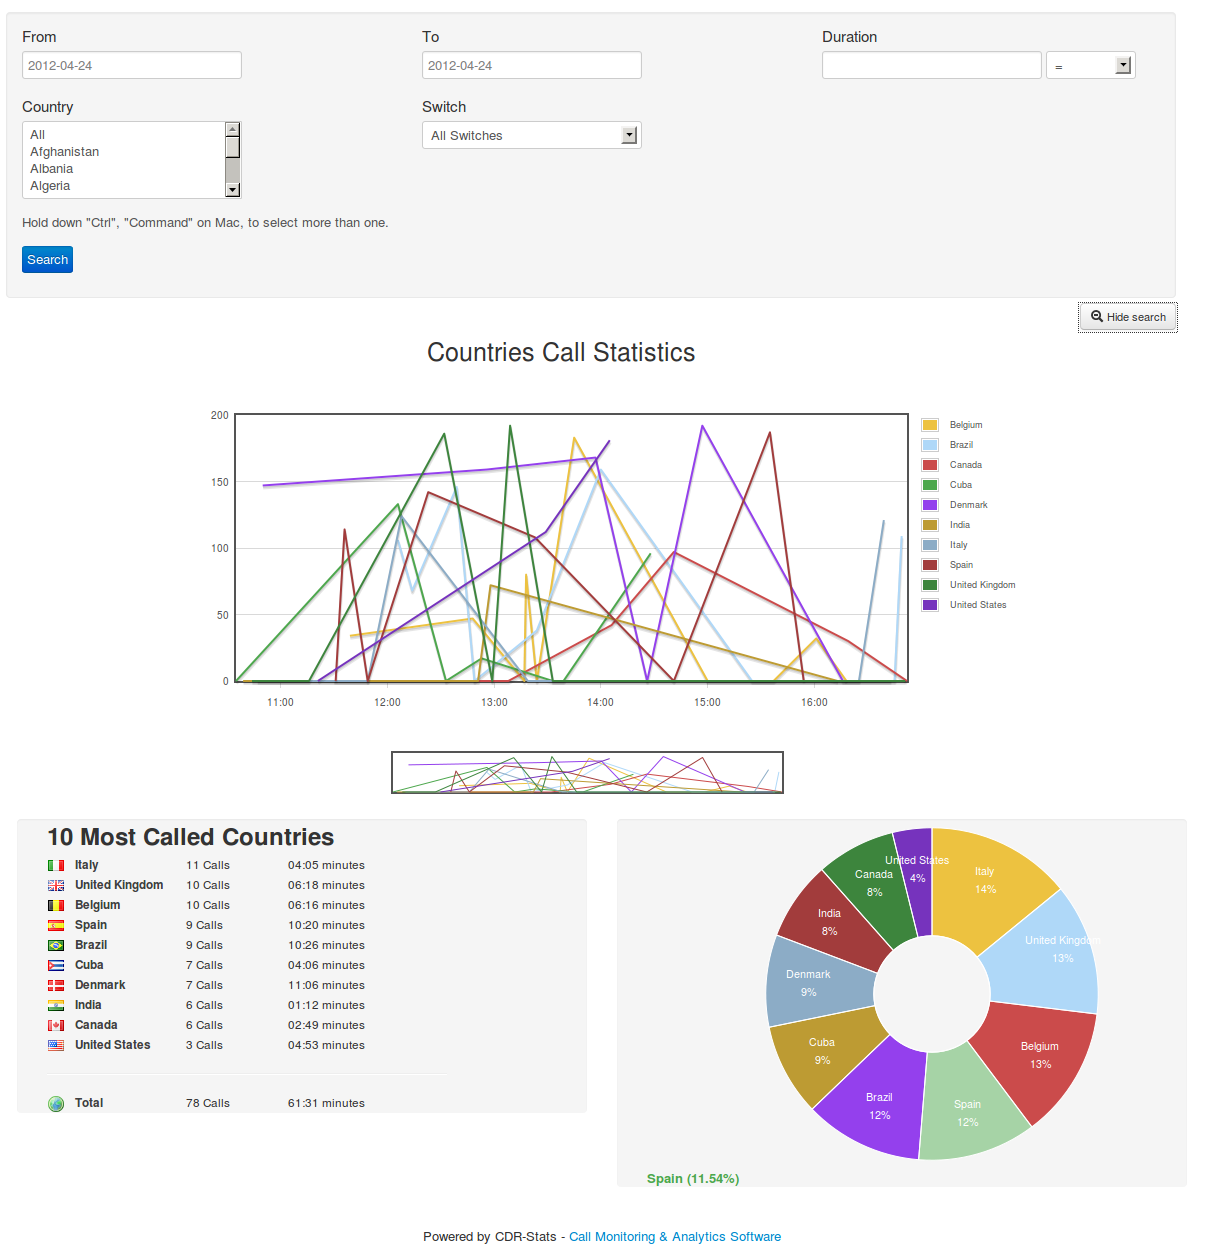 From To Duration
2012-04-24 2012-04-24 =
Country Switch
All All Switches
Afghanistan
Albania
Algeria
Hold down "Ctrl", "Command" on Mac, to select more than one.
Search
Hide search
Countries Call Statistics
200
150
100
50
0
11:00 12:00 13:00 14:00 15:00 16:00
Belgium
Brazil
Canada
Cuba
Denmark
India
Italy
Spain
United Kingdom
United States
10 Most Called Countries
Italy 11 Calls 04:05 minutes
United Kingdom 10 Calls 06:18 minutes
Belgium 10 Calls 06:16 minutes
Spain 9 Calls 10:20 minutes
Brazil 9 Calls 10:26 minutes
Cuba 7 Calls 04:06 minutes
Denmark 7 Calls 11:06 minutes
India 6 Calls 01:12 minutes
Canada 6 Calls 02:49 minutes
United States 3 Calls 04:53 minutes
Total 78 Calls 61:31 minutes
Italy
14%
United Kingdom
13%
Belgium
13%
Spain
12%
Brazil
12%
Cuba
9%
Denmark
9%
India
8%
Canada
8%
United States
4%
Spain (11.54%)
Powered by CDR-Stats - Call Monitoring & Analytics Software